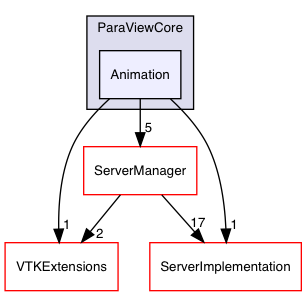 ParaViewCore
Animation
5
ServerManager
1
2
17
1
VTKExtensions
ServerImplementation